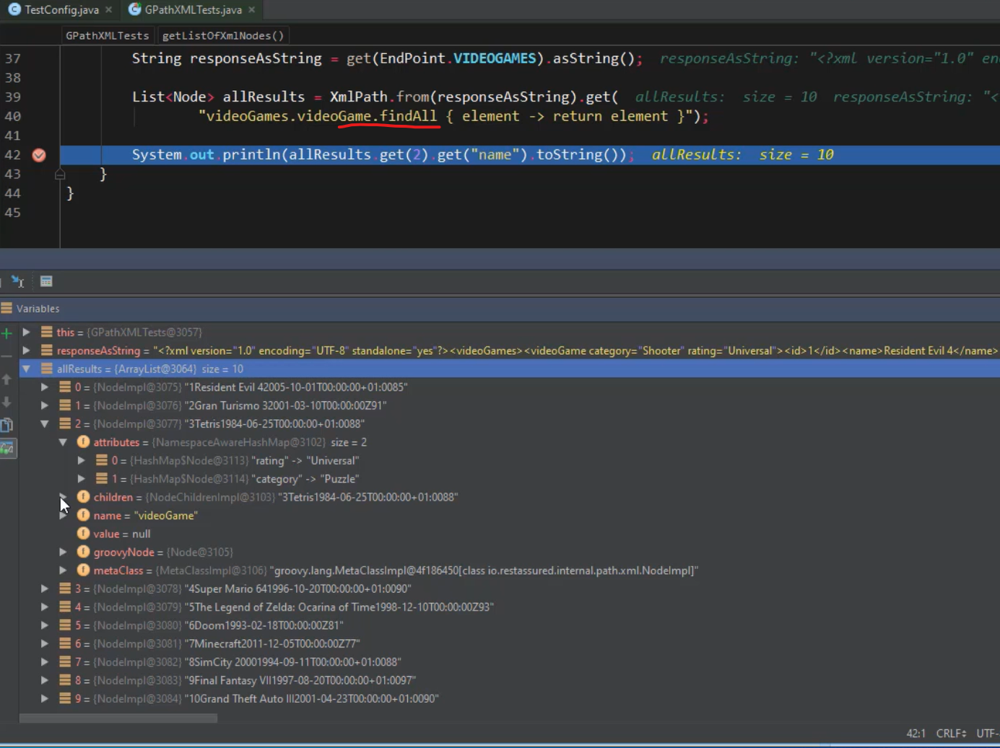 TestConfig.java × GPathXMLTests.java ×
GPathXMLTests getListOfXmlNodes()
37 String responseAsString = get(EndPoint.VIDEOGAMES).asString(); responseAsString: "<?xml version="1.0" en
38
39 List<Node> allResults = XmlPath.from(responseAsString).get( allResults: size = 10 responseAsString: "<
40 "videoGames.videoGame.findAll { element -> return element }");
41
42 System.out.println(allResults.get(2).get("name").toString()); allResults: size = 10
43 }
44 }
45
Variables
this = {GPathXMLTests@3057}
responseAsString = "<?xml version="1.0" encoding="UTF-8" standalone="yes"?><videoGames><videoGame category="Shooter" rating="Universal"><id>1</id><name>Resident Evil 4</name>
allResults = {ArrayList@3064} size = 10
0 = {NodeImpl@3075} "1Resident Evil 42005-10-01T00:00:00+01:0085"
1 = {NodeImpl@3076} "2Gran Turismo 32001-03-10T00:00:00Z91"
2 = {NodeImpl@3077} "3Tetris1984-06-25T00:00:00+01:0088"
attributes = {NamespaceAwareHashMap@3102} size = 2
0 = {HashMap$Node@3113} "rating" -> "Universal"
1 = {HashMap$Node@3114} "category" -> "Puzzle"
children = {NodeChildrenImpl@3103} "3Tetris1984-06-25T00:00:00+01:0088"
name = "videoGame"
value = null
groovyNode = {Node@3105}
metaClass = {MetaClassImpl@3106} "groovy.lang.MetaClassImpl@4f186450[class io.restassured.internal.path.xml.NodeImpl]"
3 = {NodeImpl@3078} "4Super Mario 641996-10-20T00:00:00+01:0090"
4 = {NodeImpl@3079} "5The Legend of Zelda: Ocarina of Time1998-12-10T00:00:00Z93"
5 = {NodeImpl@3080} "6Doom1993-02-18T00:00:00Z81"
6 = {NodeImpl@3081} "7Minecraft2011-12-05T00:00:00Z77"
7 = {NodeImpl@3082} "8SimCity 20001994-09-11T00:00:00+01:0088"
8 = {NodeImpl@3083} "9Final Fantasy VII1997-08-20T00:00:00+01:0097"
9 = {NodeImpl@3084} "10Grand Theft Auto III2001-04-23T00:00:00+01:0090"
42:1 CRLF UTF-